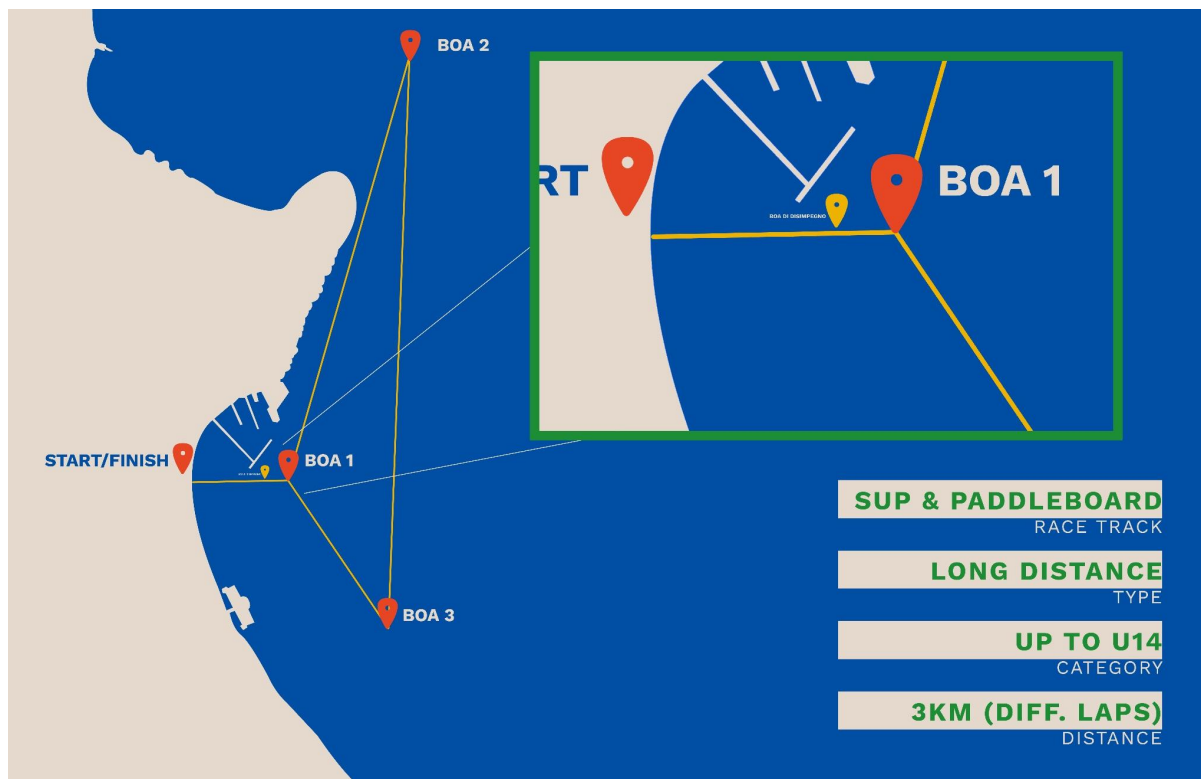 BOA 2
RT
BOA 1
BOA DI DISIMPEGNO
START/FINISH
BOA 1
BOA 3
SUP & PADDLEBOARD
RACE TRACK
LONG DISTANCE
TYPE
UP TO U14
CATEGORY
3KM (DIFF. LAPS)
DISTANCE